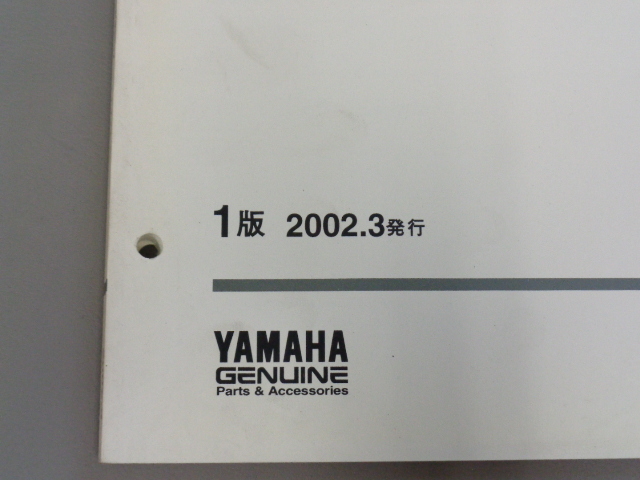 1版 2002.3発行
YAMAHA
GENUINE
Parts & Accessories